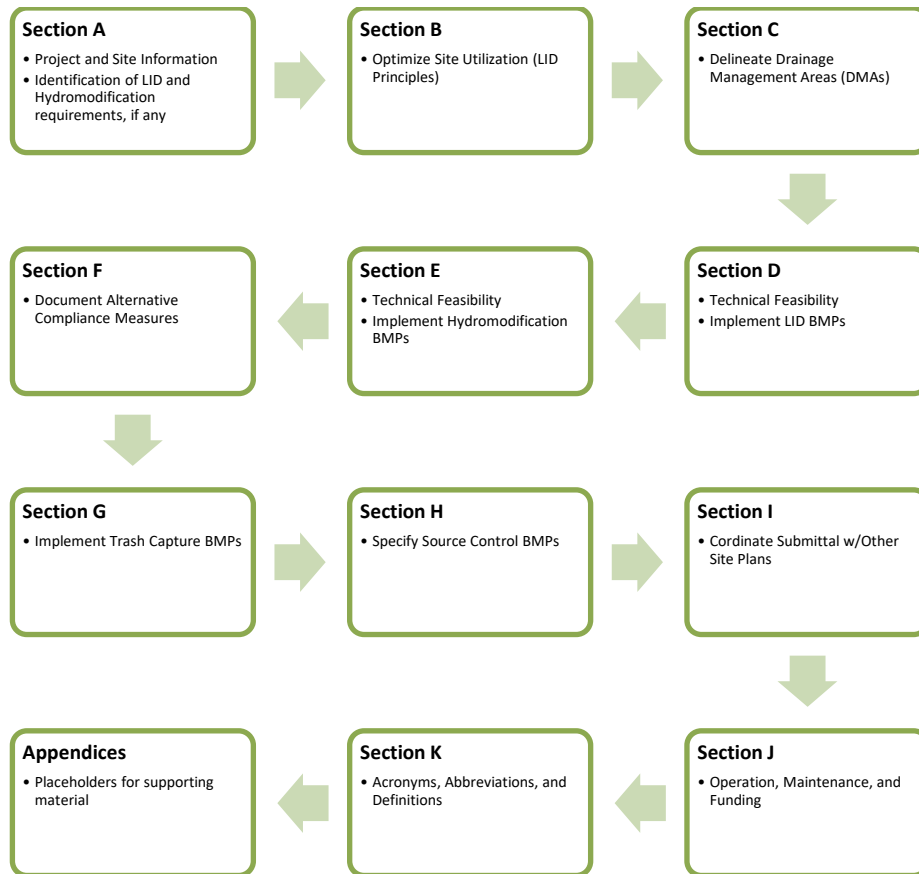 Section A
• Project and Site Information
• Identification of LID and
Hydromodification
requirements, if any
Section B
• Optimize Site Utilization (LID
Principles)
Section C
• Delineate Drainage
Management Areas (DMAs)
Section D
• Technical Feasibility
• Implement LID BMPs
Section E
• Technical Feasibility
• Implement Hydromodification
BMPs
Section F
• Document Alternative
Compliance Measures
Section G
• Implement Trash Capture BMPs
Section H
• Specify Source Control BMPs
Section I
• Cordinate Submittal w/Other
Site Plans
Section J
• Operation, Maintenance, and
Funding
Section K
• Acronyms, Abbreviations, and
Definitions
Appendices
• Placeholders for supporting
material